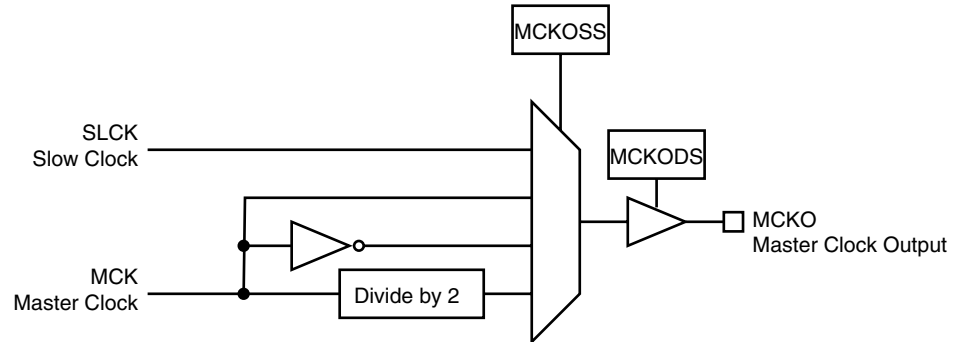 MCKOSS
SLCK
Slow Clock
MCKODS
MCKO
Master Clock Output
MCK
Master Clock
Divide by 2